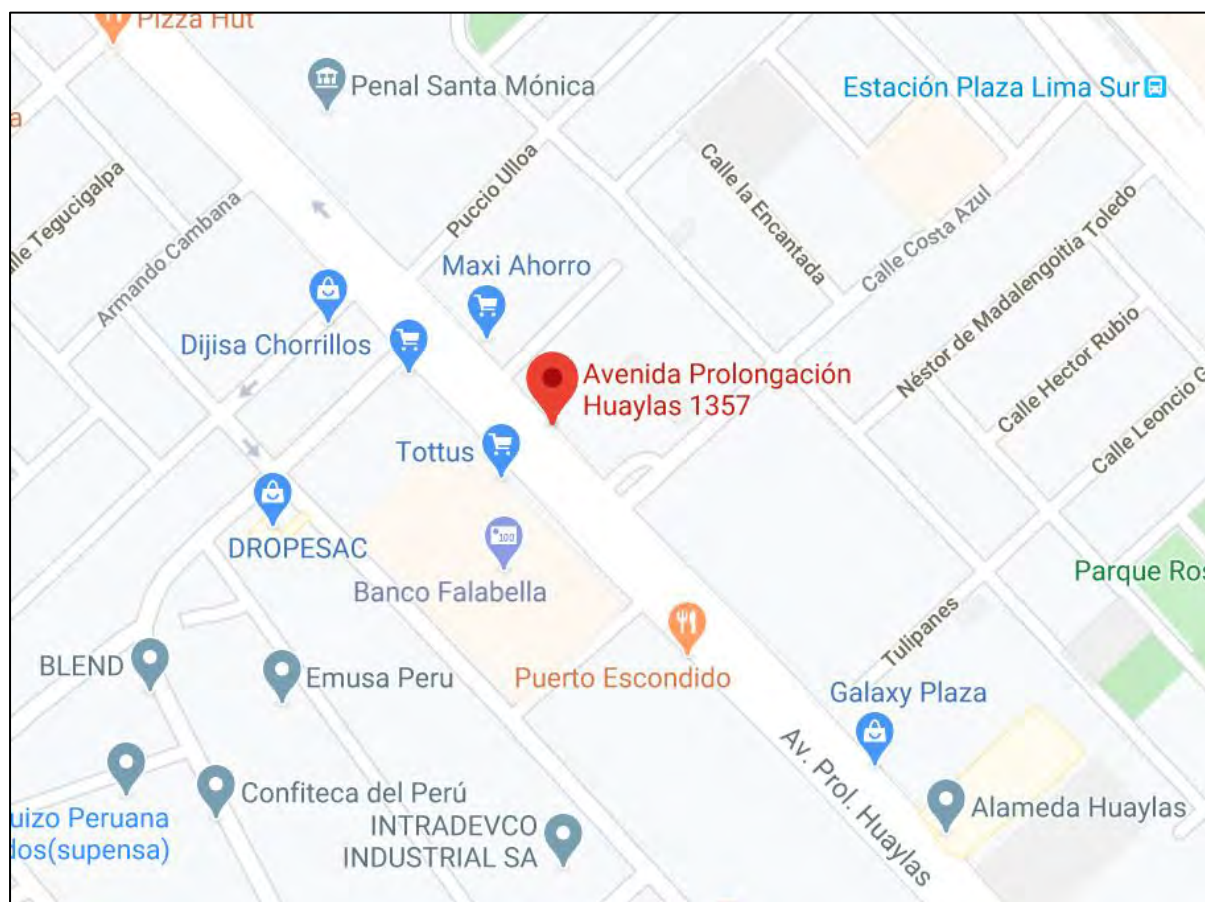 Pizza Hut
Penal Santa Mónica
Estación Plaza Lima Sur
a
Puccio Ulloa
Calle la Encantada
alle Tegucigalpa
Armando Cambana
Calle Costa Azul
Néstor de Madalengoitia Toledo
Maxi Ahorro
Dijisa Chorrillos
Calle Hector Rubio
Avenida Prolongación
Huaylas 1357
Calle Leoncio G
Tottus
100
DROPESAC
Banco Falabella
Parque Ros
Tulipanes
BLEND
Emusa Peru
Puerto Escondido
Galaxy Plaza
Av. Prol. Huaylas
Confiteca del Perú
Alameda Huaylas
uizo Peruana
dos(supensa)
INTRADEVCO
INDUSTRIAL SA